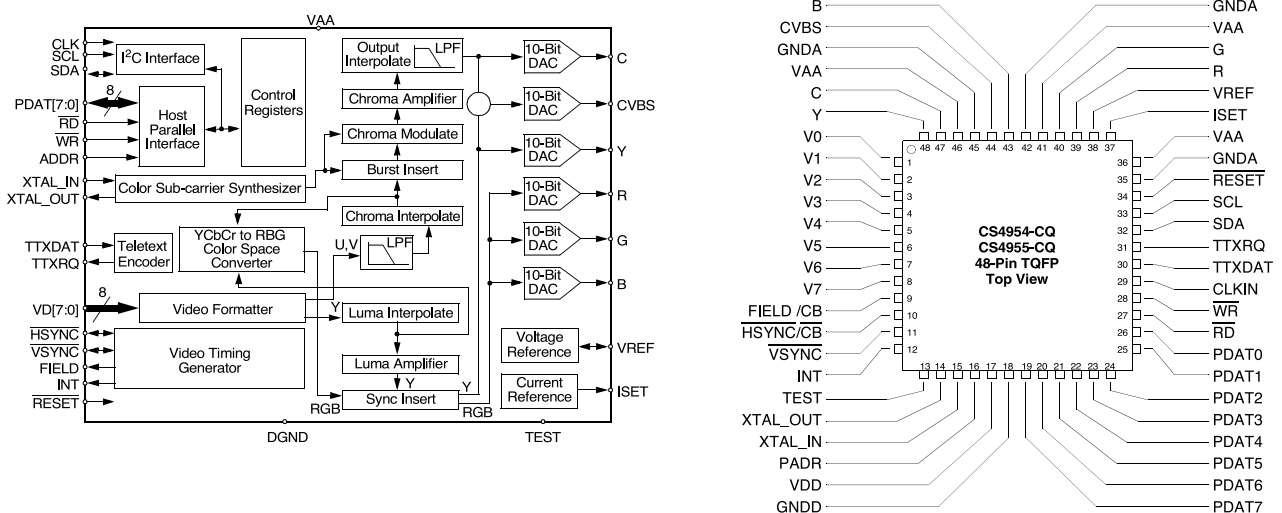 VAA
CLK
SCL
SDA
I²C Interface
PDAT[7:0]
8
RD
WR
ADDR
Host
Parallel
Interface
Control
Registers
XTAL_IN
XTAL_OUT
Color Sub-carrier Synthesizer
TTXDAT
TTXRQ
Teletext
Encoder
YCbCr to RBG
Color Space
Converter
VD[7:0]
8
Video Formatter
HSYNC
VSYNC
FIELD
INT
RESET
Video Timing
Generator
Output
Interpolate
LPF
Chroma Amplifier
Chroma Modulate
Burst Insert
Chroma Interpolate
U,V
LPF
Y
Luma Interpolate
Luma Amplifier
Y
Sync Insert
RGB
Y
RGB
10-Bit
DAC
C
10-Bit
DAC
CVBS
10-Bit
DAC
Y
10-Bit
DAC
R
10-Bit
DAC
G
10-Bit
DAC
B
Voltage
Reference
VREF
Current
Reference
ISET
DGND
TEST
B
CVBS
GNDA
VAA
C
Y
V0
V1
V2
V3
V4
V5
V6
V7
FIELD /CB
HSYNC/CB
VSYNC
INT
TEST
XTAL_OUT
XTAL_IN
PADR
VDD
GNDD
48 47 46 45 44 43 42 41 40 39 38 37
1
2
3
4
5
6
7
8
9
10
11
12
CS4954-CQ
CS4955-CQ
48-Pin TQFP
Top View
36
35
34
33
32
31
30
29
28
27
26
25
13 14 15 16 17 18 19 20 21 22 23 24
GNDA
VAA
G
R
VREF
ISET
VAA
GNDA
RESET
SCL
SDA
TTXRQ
TTXDAT
CLKIN
WR
RD
PDAT0
PDAT1
PDAT2
PDAT3
PDAT4
PDAT5
PDAT6
PDAT7